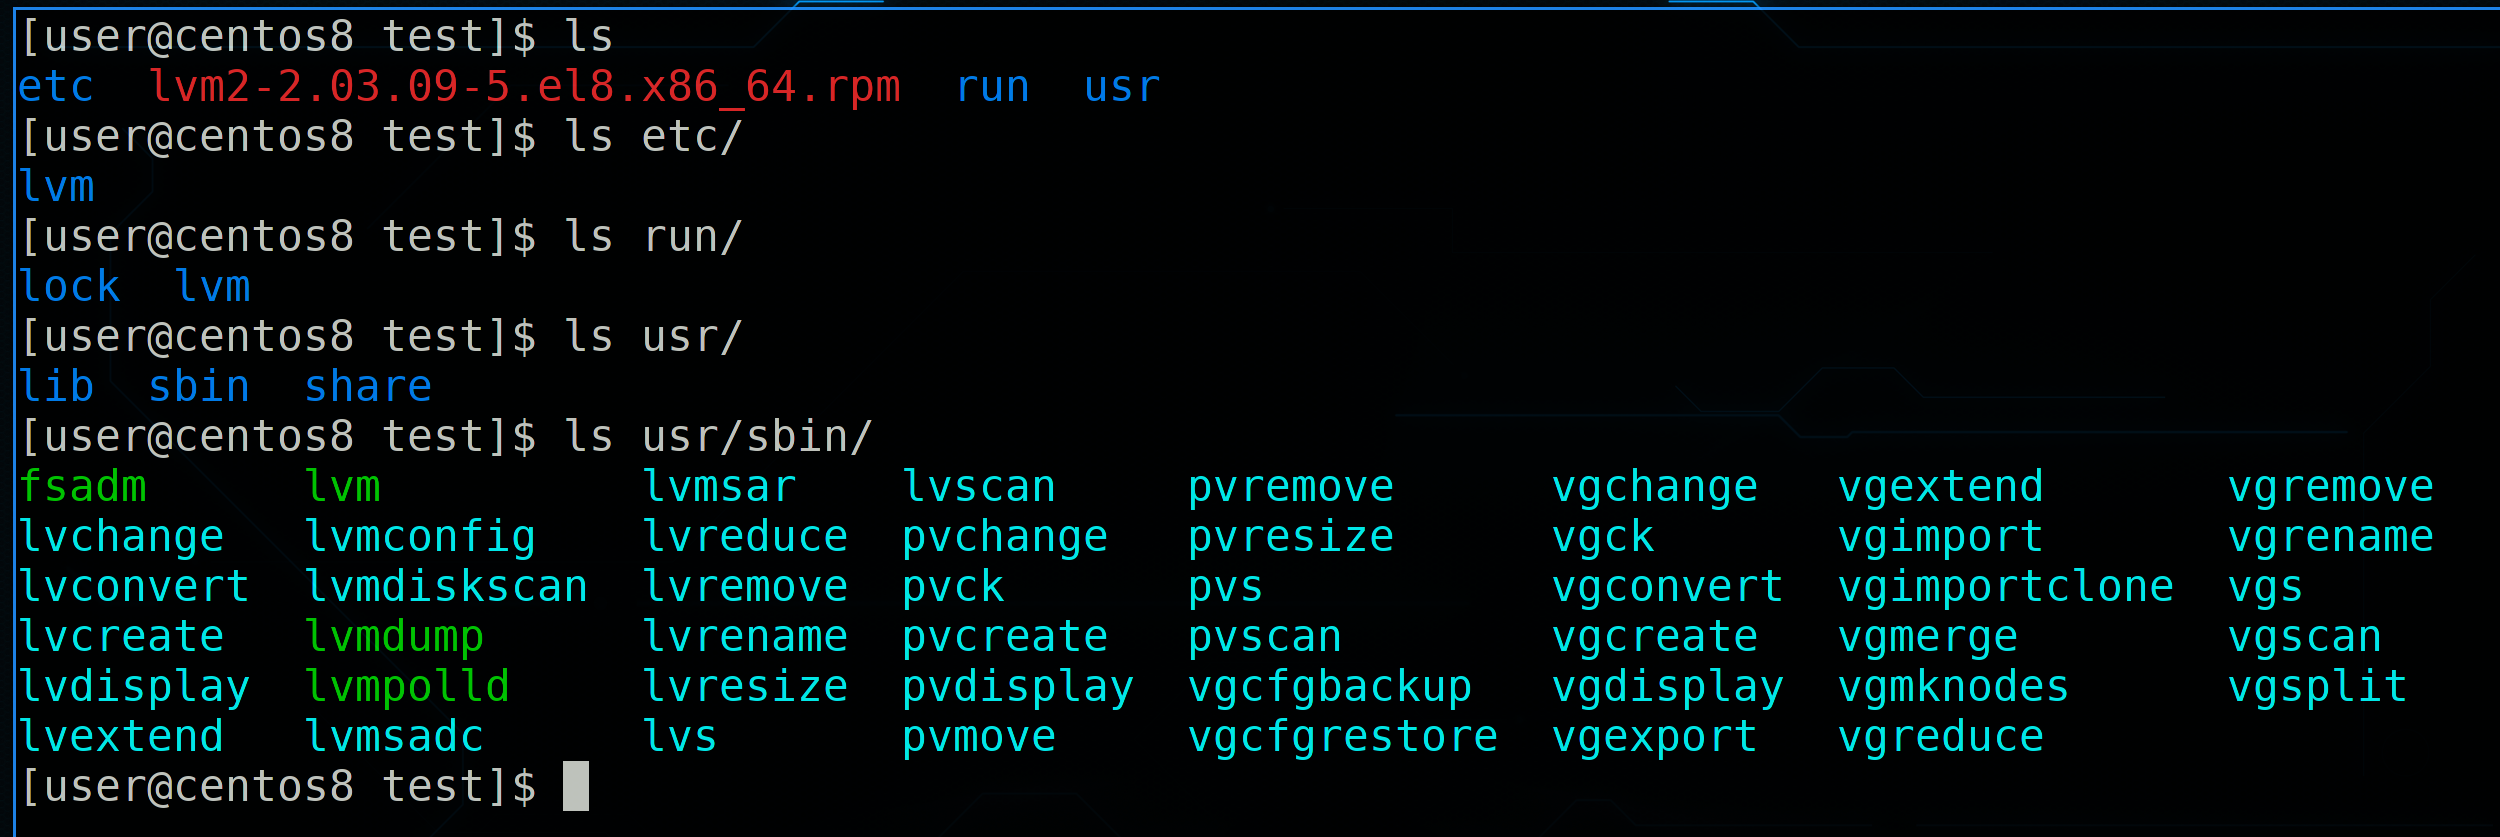 [user@centos8 test]$ ls
etc  lvm2-2.03.09-5.el8.x86_64.rpm  run  usr
[user@centos8 test]$ ls etc/
lvm
[user@centos8 test]$ ls run/
lock  lvm
[user@centos8 test]$ ls usr/
lib  sbin  share
[user@centos8 test]$ ls usr/sbin/
fsadm      lvm          lvmsar    lvscan     pvremove      vgchange   vgextend       vgremove
lvchange   lvmconfig    lvreduce  pvchange   pvresize      vgck       vgimport       vgrename
lvconvert  lvmdiskscan  lvremove  pvck       pvs           vgconvert  vgimportclone  vgs
lvcreate   lvmdump      lvrename  pvcreate   pvscan        vgcreate   vgmerge        vgscan
lvdisplay  lvmpolld     lvresize  pvdisplay  vgcfgbackup   vgdisplay  vgmknodes      vgsplit
lvextend   lvmsadc      lvs       pvmove     vgcfgrestore  vgexport   vgreduce
[user@centos8 test]$